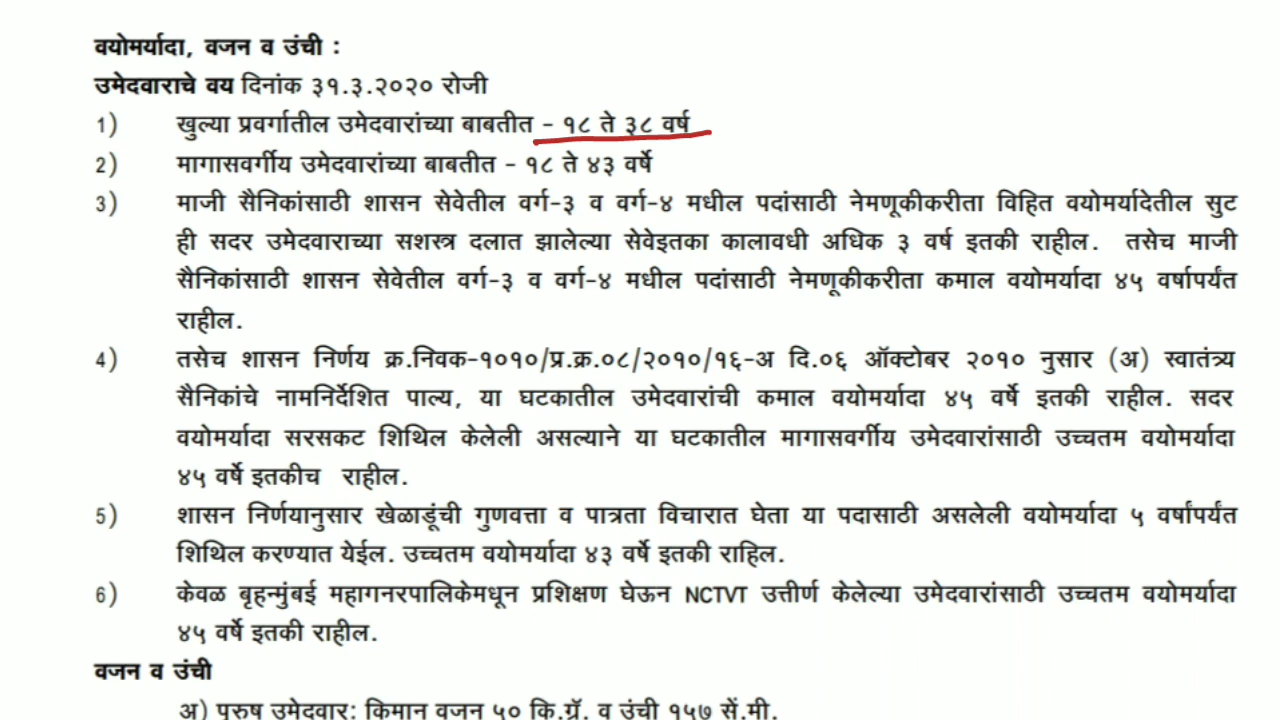 वयोमर्यादा, वजन व उंची :
उमेदवाराचे वय दिनांक ३१.३.२०२० रोजी
1) खुल्या प्रवर्गातील उमेदवारांच्या बाबतीत - १८ ते ३८ वर्ष
2) मागासवर्गीय उमेदवारांच्या बाबतीत - १८ ते ४३ वर्षे
3) माजी सैनिकांसाठी शासन सेवेतील वर्ग-३ व वर्ग-४ मधील पदांसाठी नेमणूकीकरीता विहित वयोमर्यादेतील सुट
ही सदर उमेदवाराच्या सशस्त्र दलात झालेल्या सेवेइतका कालावधी अधिक ३ वर्ष इतकी राहील. तसेच माजी
सैनिकांसाठी शासन सेवेतील वर्ग-३ व वर्ग-४ मधील पदांसाठी नेमणूकीकरीता कमाल वयोमर्यादा ४५ वर्षापर्यंत
राहील.
4) तसेच शासन निर्णय क्र.निवक-१०१०/प्र.क्र.०८/२०१०/१६-अ दि.०६ ऑक्टोबर २०१० नुसार (अ) स्वातंत्र्य
सैनिकांचे नामनिर्देशित पाल्य, या घटकातील उमेदवारांची कमाल वयोमर्यादा ४५ वर्षे इतकी राहील. सदर
वयोमर्यादा सरसकट शिथिल केलेली असल्याने या घटकातील मागासवर्गीय उमेदवारांसाठी उच्चतम वयोमर्यादा
४५ वर्षे इतकीच राहील.
5) शासन निर्णयानुसार खेळाडूंची गुणवत्ता व पात्रता विचारात घेता या पदासाठी असलेली वयोमर्यादा ५ वर्षांपर्यंत
शिथिल करण्यात येईल. उच्चतम वयोमर्यादा ४३ वर्षे इतकी राहिल.
6) केवळ बृहन्मुंबई महागनरपालिकेमधून प्रशिक्षण घेऊन NCTVT उत्तीर्ण केलेल्या उमेदवारांसाठी उच्चतम वयोमर्यादा
४५ वर्षे इतकी राहील.
वजन व उंची
अ) पुरुष उमेदवार: किमान वजन ५० कि.ग्रॅ. व उंची १५७ सें.मी.